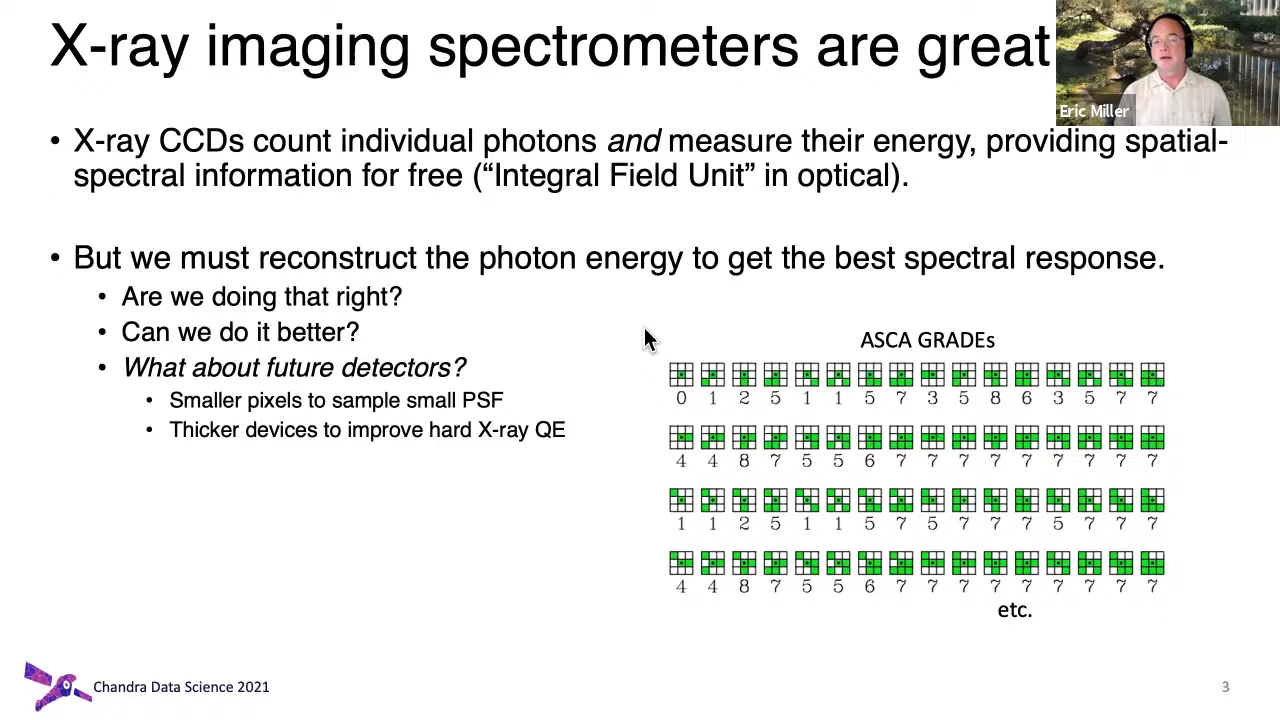 X-ray imaging spectrometers are great
Eric Miller
• X-ray CCDs count individual photons and measure their energy, providing spatial-
spectral information for free (“Integral Field Unit” in optical).
• But we must reconstruct the photon energy to get the best spectral response.
• Are we doing that right?
• Can we do it better?
• What about future detectors?
• Smaller pixels to sample small PSF
• Thicker devices to improve hard X-ray QE
ASCA GRADEs
0 1 2 5 1 1 5 7 3 5 8 6 3 5 7 7
4 4 8 7 5 5 6 7 7 7 7 7 7 7 7 7
1 1 2 5 1 1 5 7 5 7 7 7 5 7 7 7
4 4 8 7 5 5 6 7 7 7 7 7 7 7 7 7
etc.
Chandra Data Science 2021
3